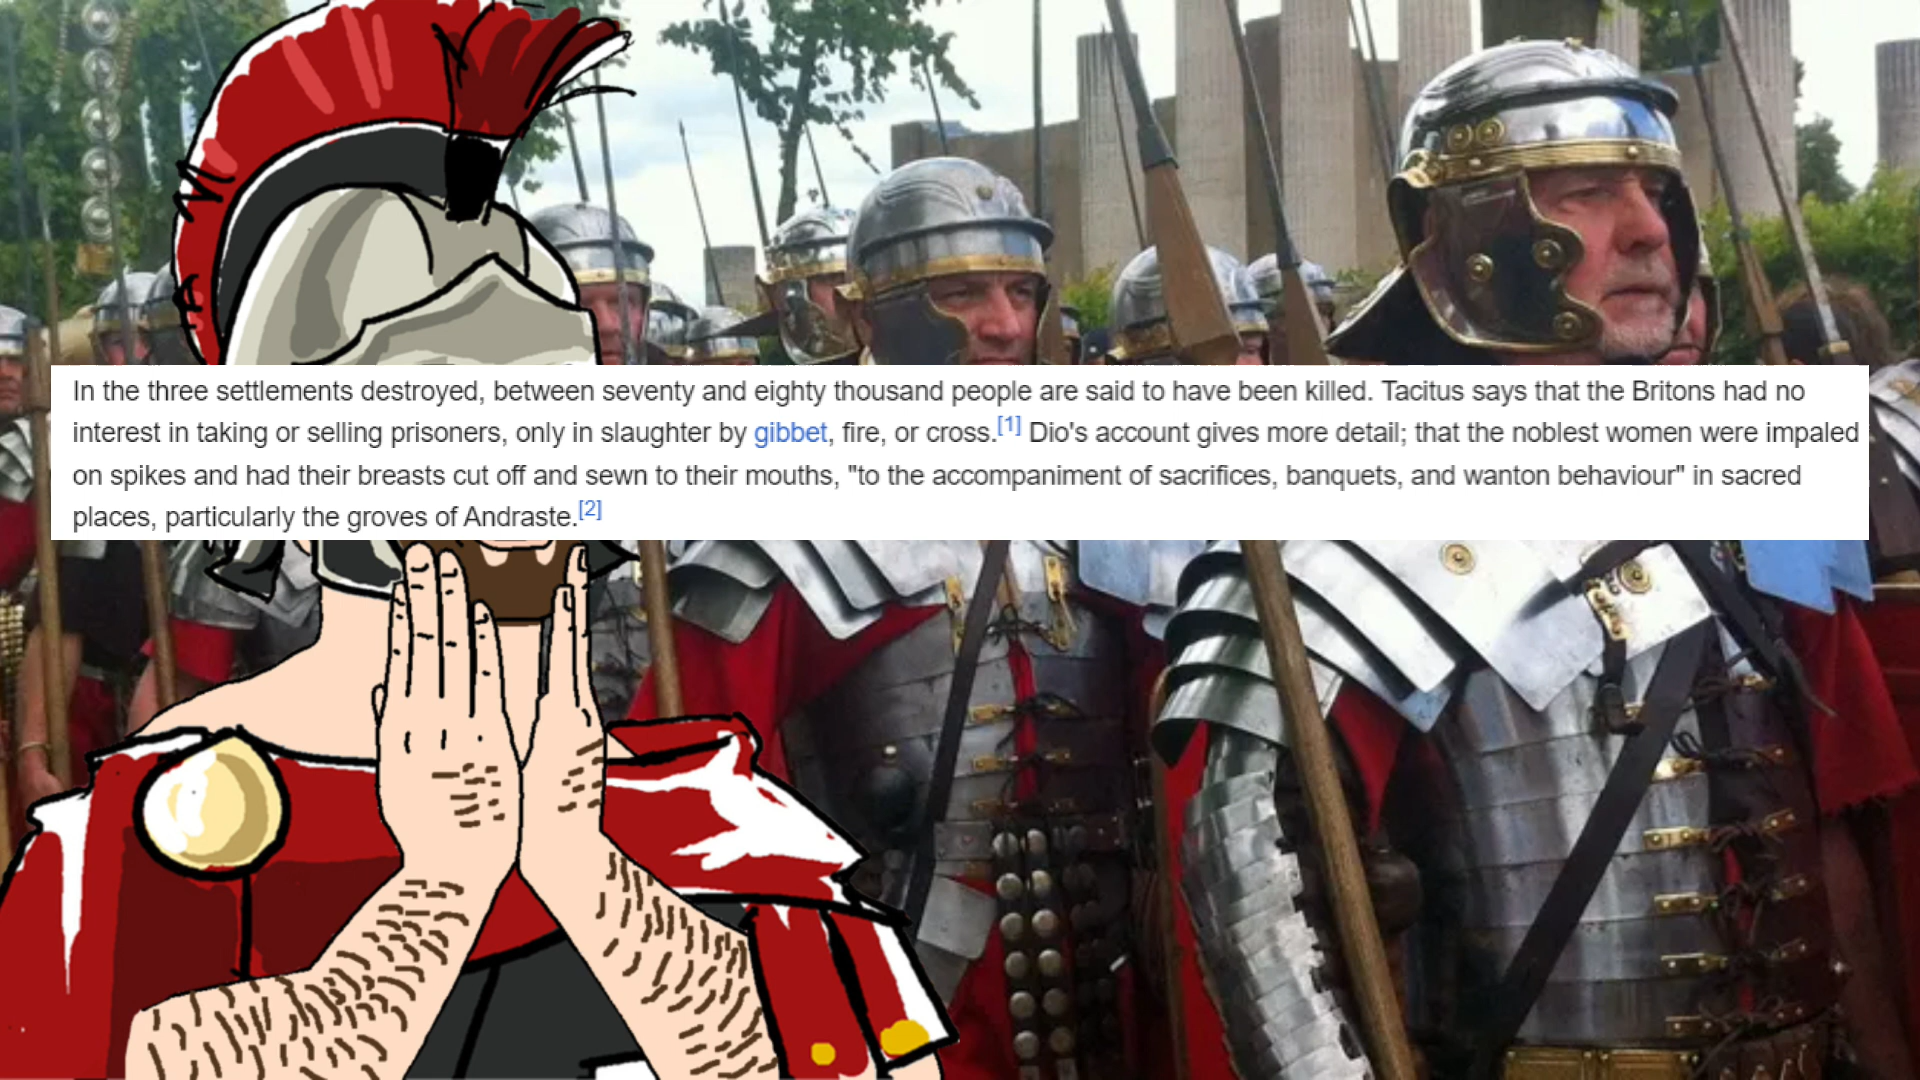 In the three settlements destroyed, between seventy and eighty thousand people are said to have been killed. Tacitus says that the Britons had no
interest in taking or selling prisoners, only in slaughter by gibbet, fire, or cross.[1] Dio's account gives more detail; that the noblest women were impaled
on spikes and had their breasts cut off and sewn to their mouths, "to the accompaniment of sacrifices, banquets, and wanton behaviour" in sacred
places, particularly the groves of Andraste.[2]